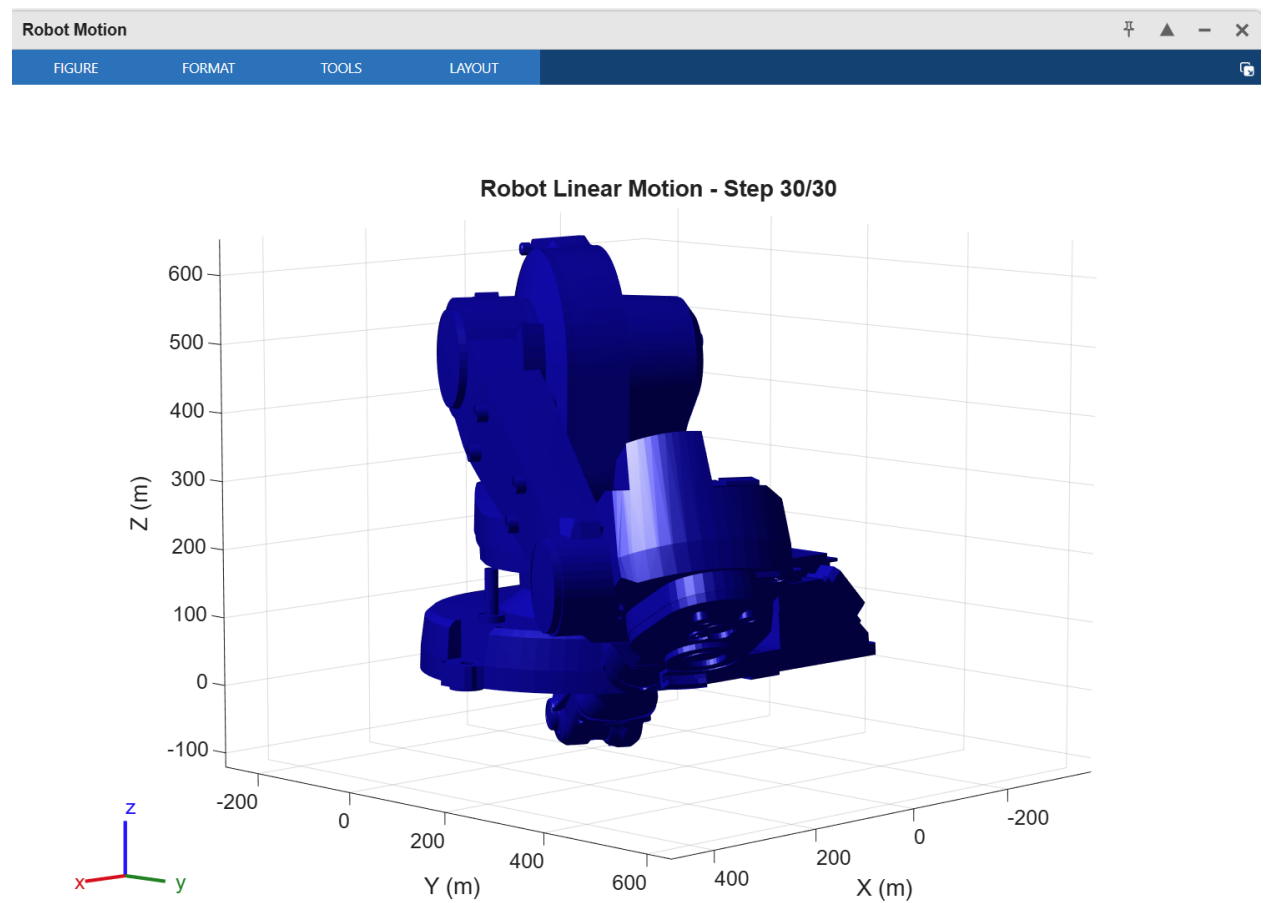 Robot Motion
FIGURE FORMAT TOOLS LAYOUT
Robot Linear Motion - Step 30/30
600
500
400
300
200
100
0
-100
Z (m)
-200
0
200
400
600
Y (m)
400
200
0
-200
X (m)
z
x
y